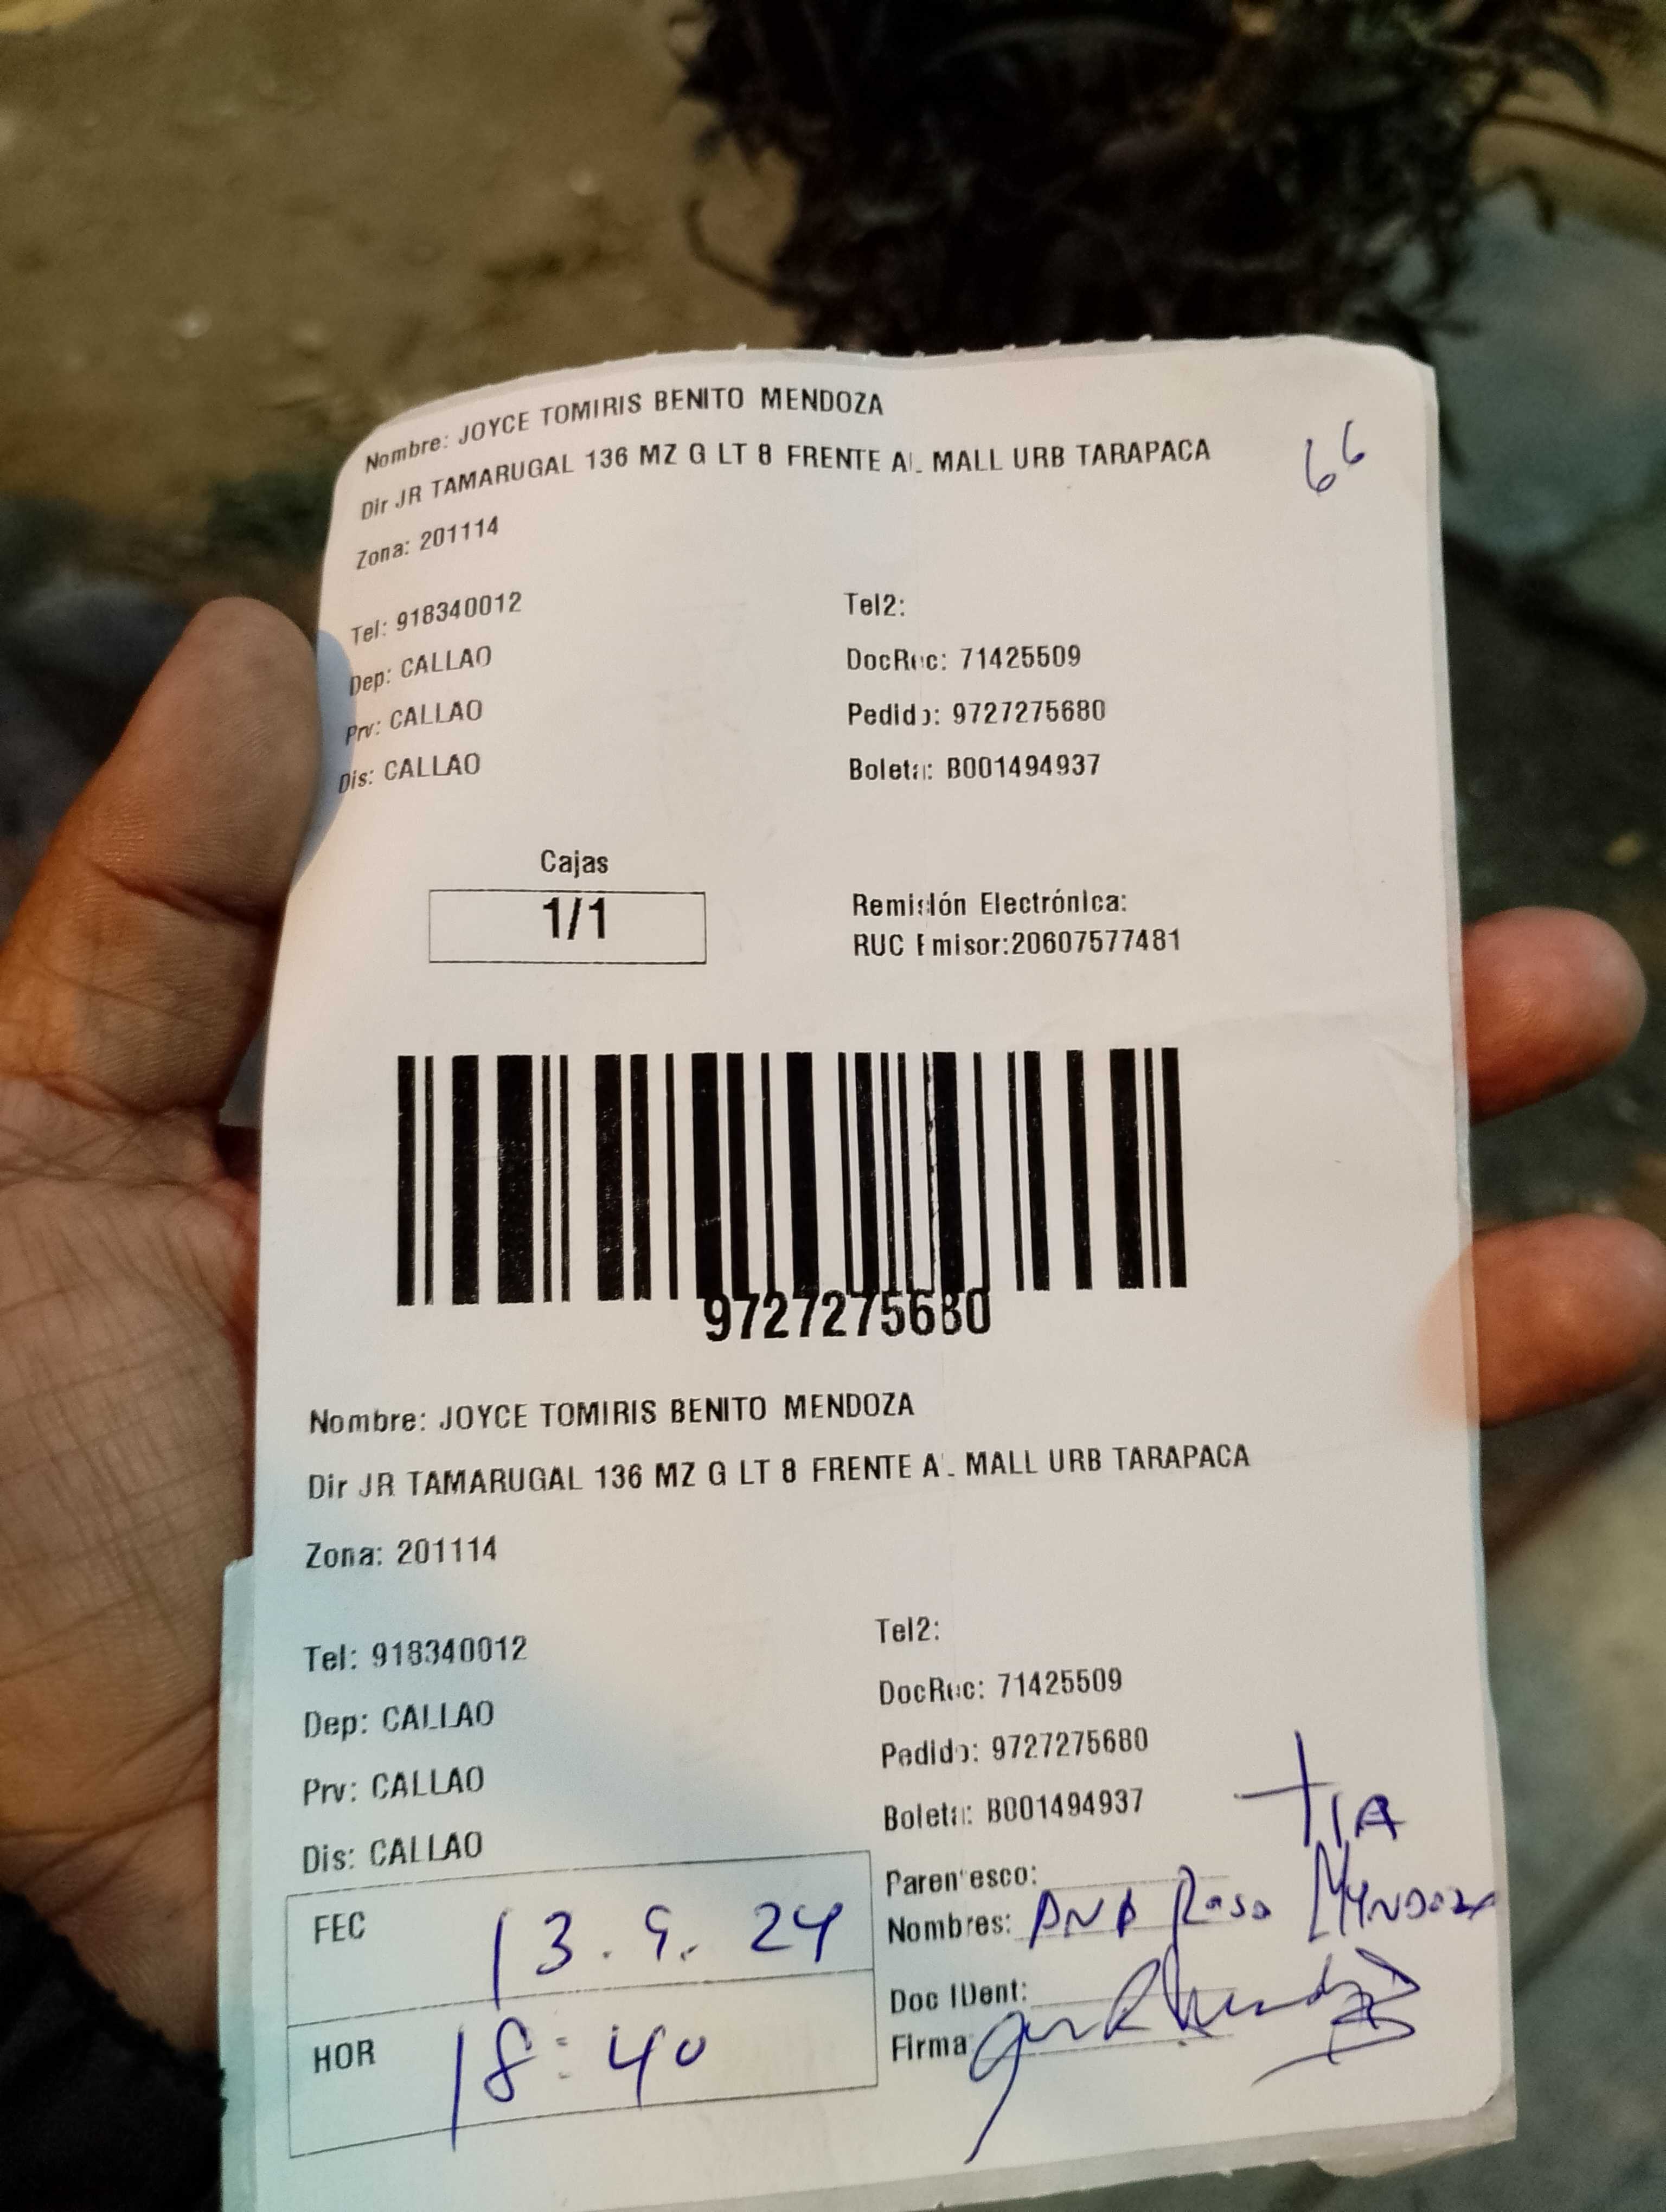 Nombre: JOYCE TOMIRIS BENITO MENDOZA
Dir JR TAMARUGAL 136 MZ G LT 8 FRENTE AL MALL URB TARAPACA
66
Zona: 201114
Tel: 918340012
Tel2:
Dep: CALLAO
DocRec: 71425509
Prv: CALLAO
Pedido: 9727275680
Dis: CALLAO
Boleta: B001494937
Cajas
1/1
Remisión Electrónica:
RUC Emisor:20607577481
9727275680
Nombre: JOYCE TOMIRIS BENITO MENDOZA
Dir JR TAMARUGAL 136 MZ G LT 8 FRENTE AL MALL URB TARAPACA
Zona: 201114
Tel: 918340012
Tel2:
Dep: CALLAO
DocRec: 71425509
Prv: CALLAO
Pedido: 9727275680
Dis: CALLAO
Boleta: B001494937
Parentesco: TIA
FEC 13.9.24
Nombres: ANA Rosa MENDOZA
Doc IDent:
HOR 18:40
Firma